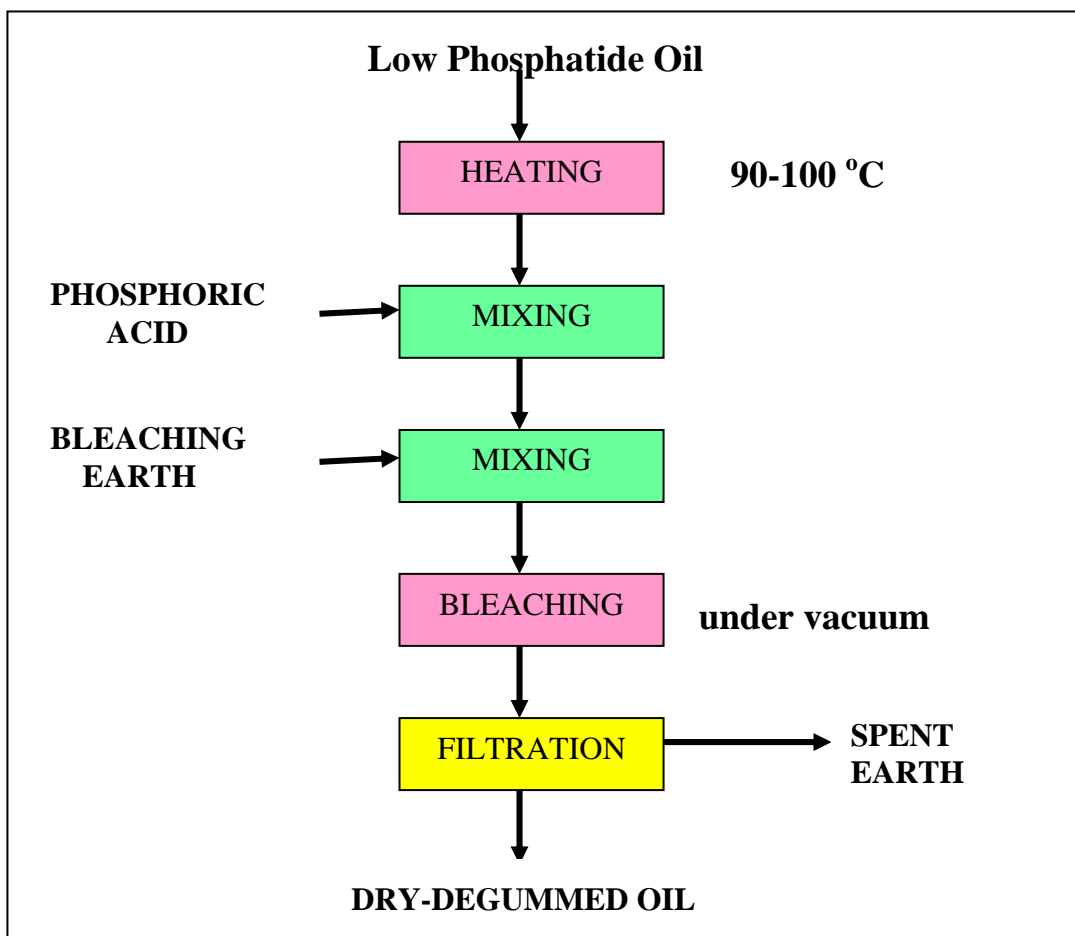 Low Phosphatide Oil
HEATING
90-100 °C
PHOSPHORIC
ACID
MIXING
BLEACHING
EARTH
MIXING
BLEACHING
under vacuum
FILTRATION
SPENT
EARTH
DRY-DEGUMMED OIL